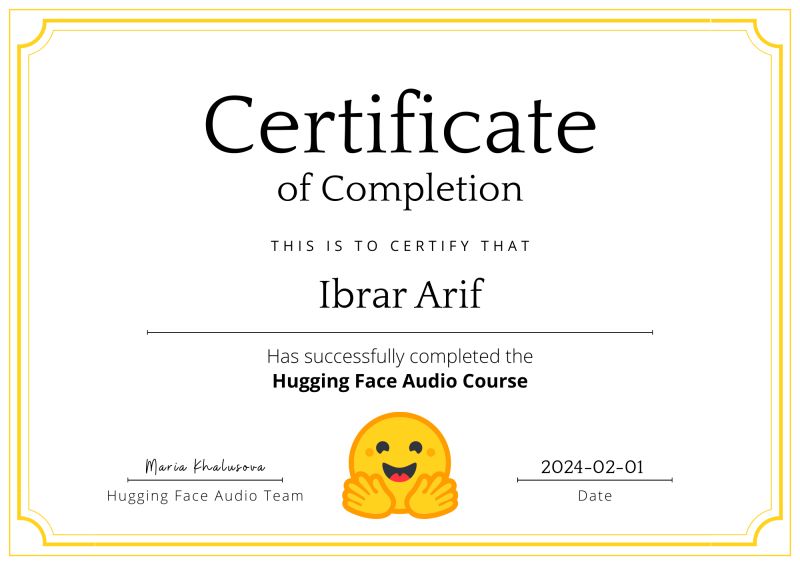 Certificate
of Completion
THIS IS TO CERTIFY THAT
Ibrar Arif
Has successfully completed the
Hugging Face Audio Course
Maria Khalusova
2024-02-01
Hugging Face Audio Team
Date